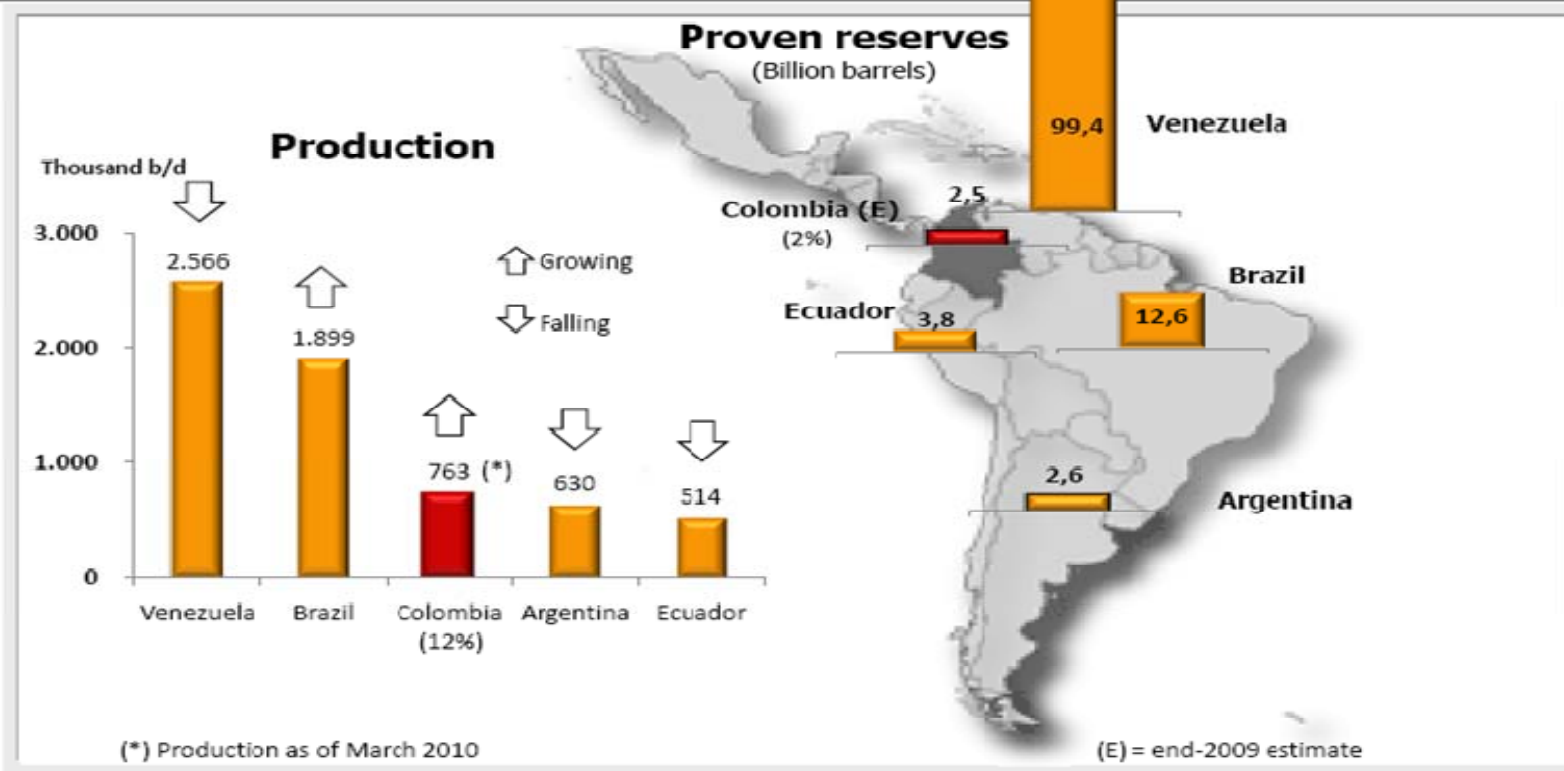 Proven reserves
(Billion barrels)
99,4
Venezuela
2,5
Colombia (E)
(2%)
Brazil
12,6
Ecuador
3,8
2,6
Argentina
Production
Thousand b/d
3.000
2.000
1.000
0
2.566
1.899
763 (*)
630
514
Growing
Falling
Venezuela Brazil Colombia Argentina Ecuador
(12%)
(*) Production as of March 2010
(E) = end-2009 estimate